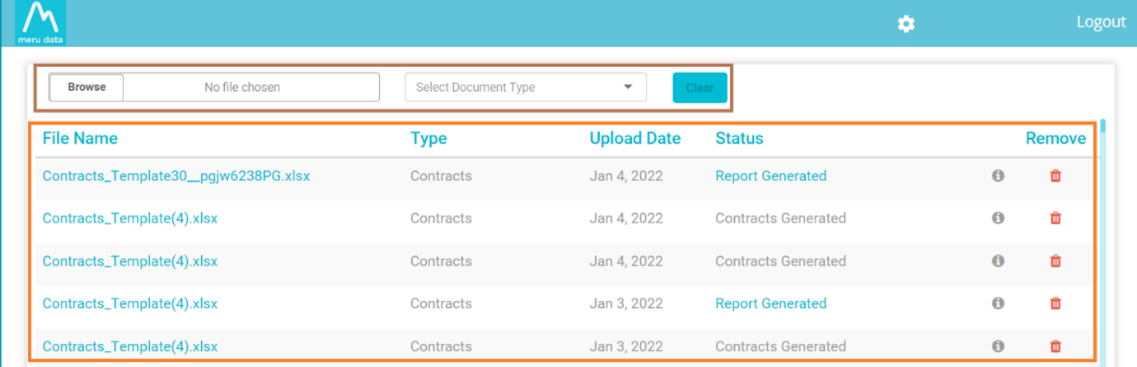 meru data
Logout
Browse No file chosen Select Document Type Clear
File Name Type Upload Date Status Remove
Contracts_Template30__pgjw6238PG.xlsx Contracts Jan 4, 2022 Report Generated
Contracts_Template(4).xlsx Contracts Jan 4, 2022 Contracts Generated
Contracts_Template(4).xlsx Contracts Jan 4, 2022 Contracts Generated
Contracts_Template(4).xlsx Contracts Jan 3, 2022 Report Generated
Contracts_Template(4).xlsx Contracts Jan 3, 2022 Contracts Generated